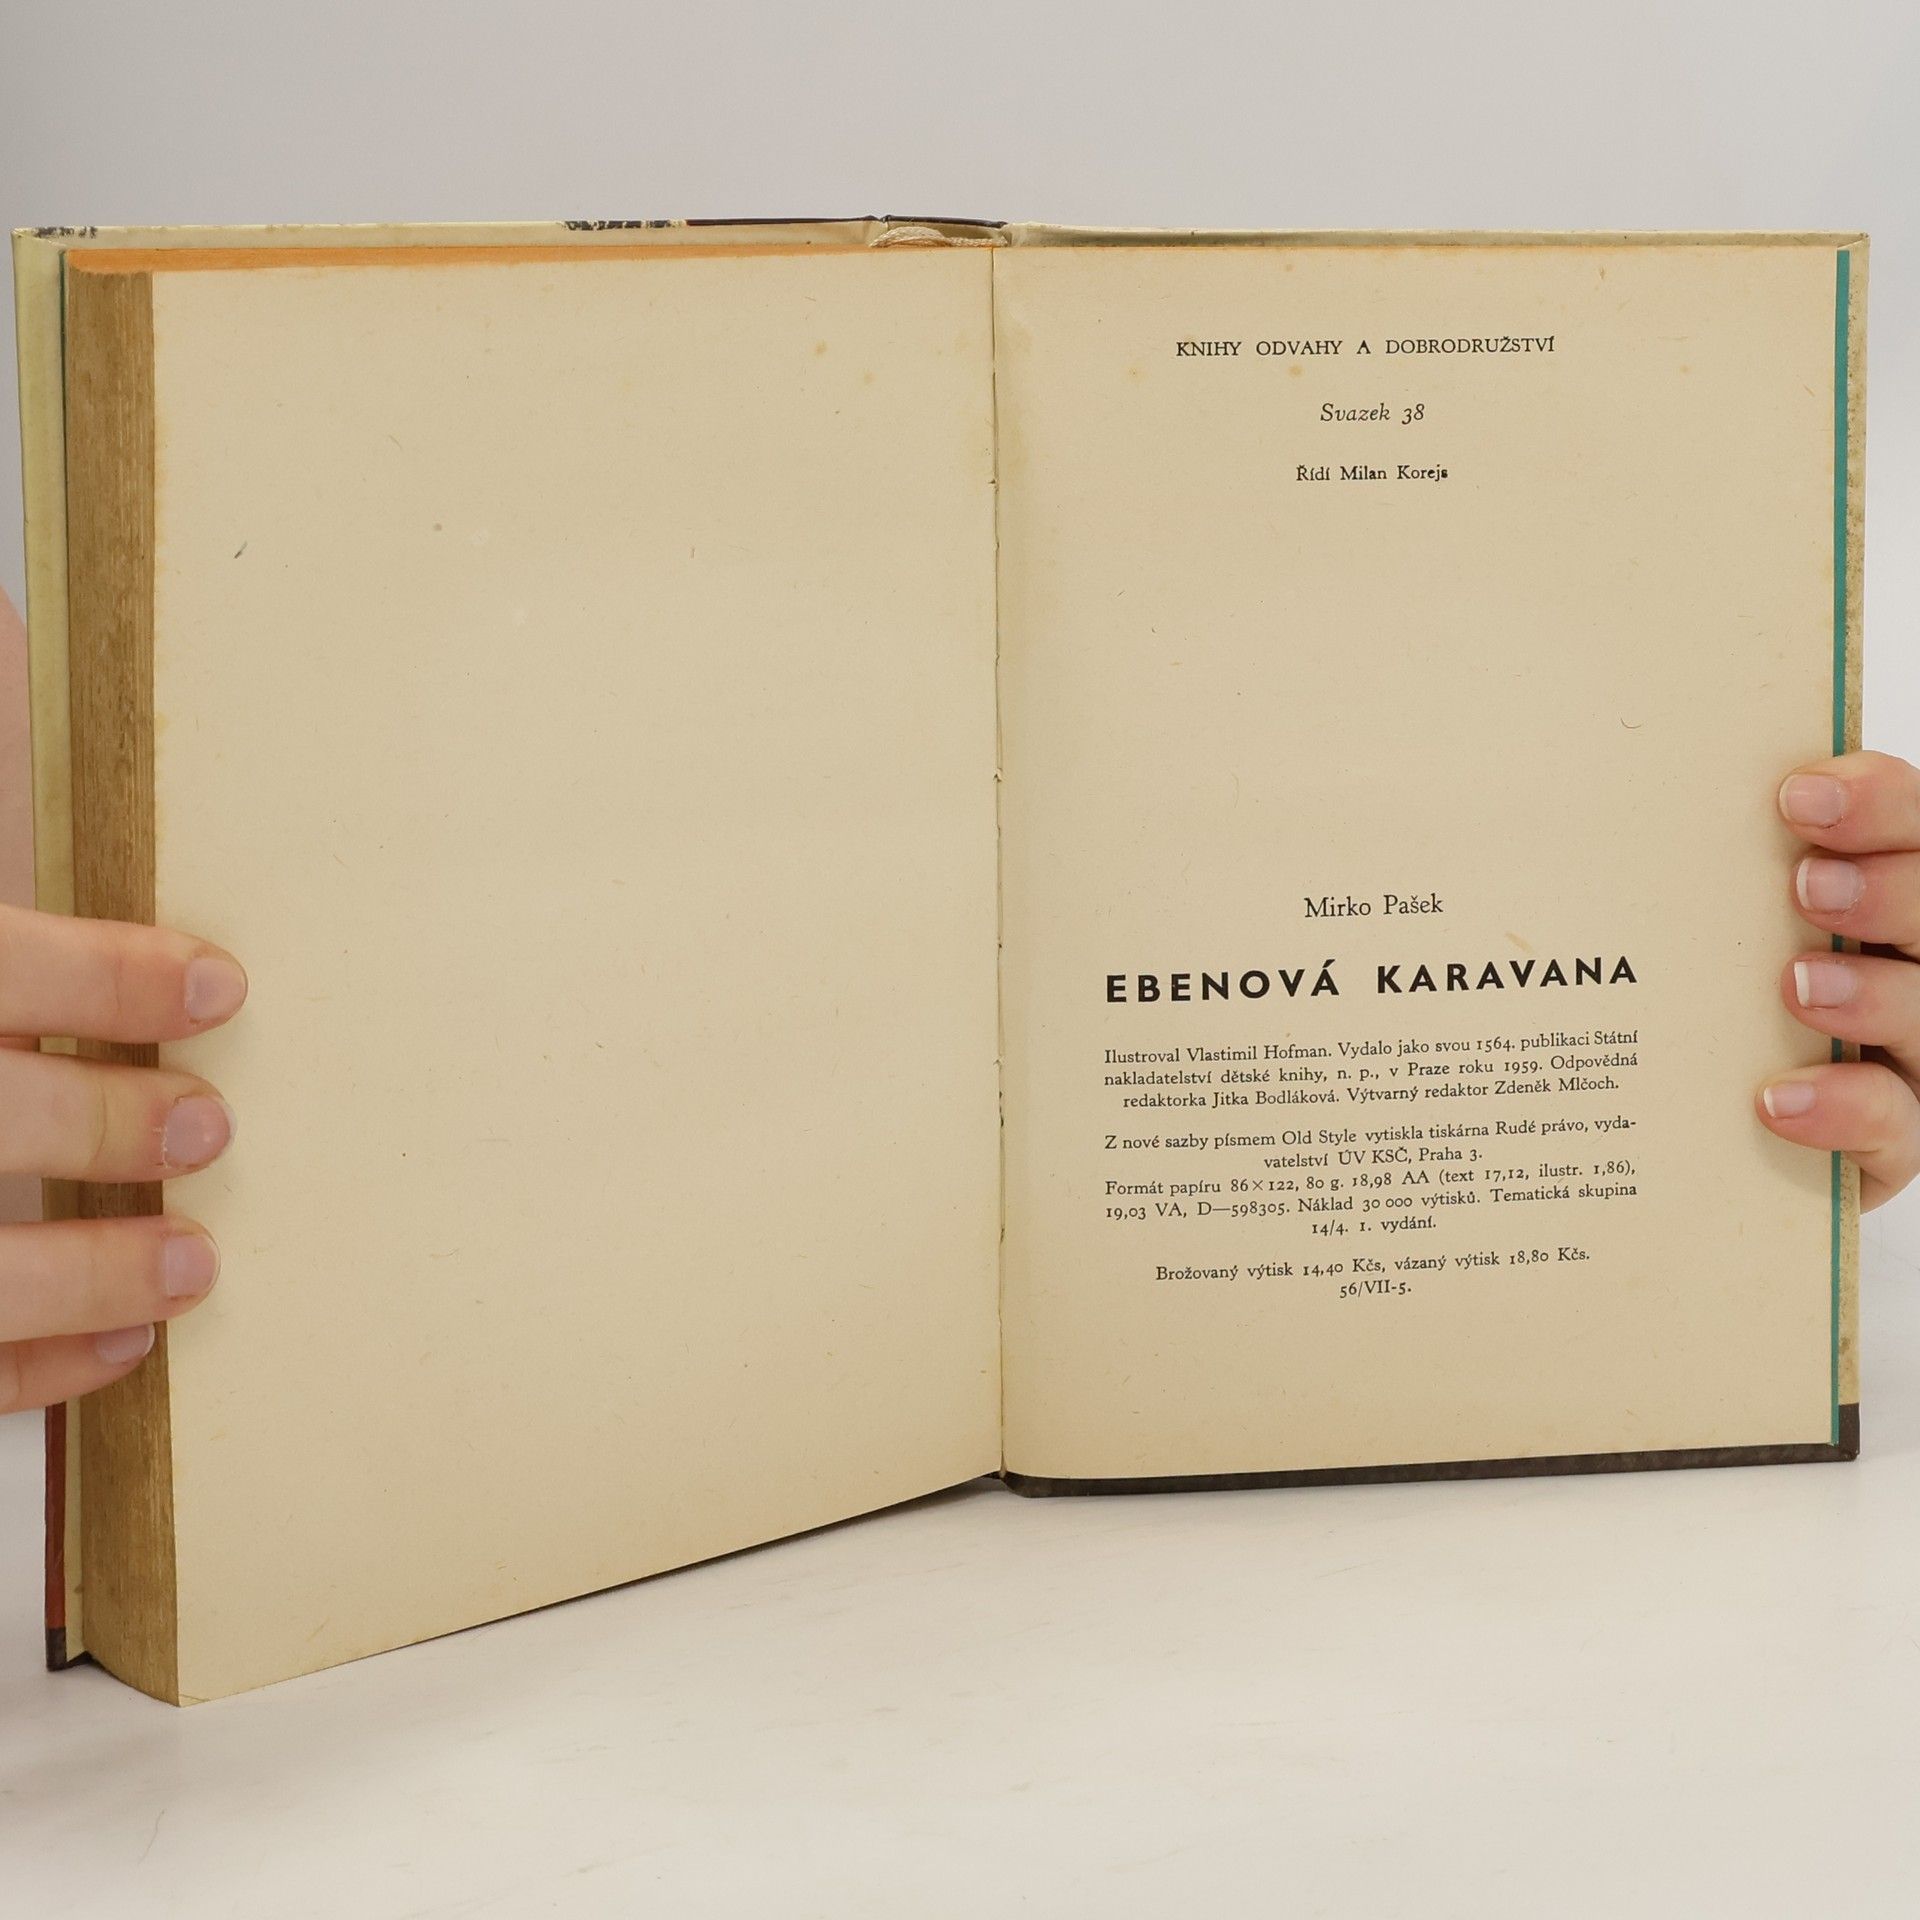 KNIHY ODVAHY A DOBRODRUŽSTVÍ
Svazek 38
Řídí Milan Korejs
Mirko Pašek
EBENOVÁ KARAVANA
Ilustroval Vlastimil Hofman. Vydalo jako svou 1564. publikaci Státní
nakladatelství dětské knihy, n. p., v Praze roku 1959. Odpovědná
redaktorka Jitka Bodláková. Výtvarný redaktor Zdeněk Mlčoch.
Z nové sazby písmem Old Style vytiskla tiskárna Rudé právo, vyda-
vatelství ÚV KSČ, Praha 3.
Formát papíru 86×122, 80 g. 18,98 AA (text 17,12, ilustr. 1,86),
19,03 VA, D—598305. Náklad 30 000 výtisků. Tematická skupina
14/4. 1. vydání.
Brožovaný výtisk 14,40 Kčs, vázaný výtisk 18,80 Kčs.
56/VII-5.